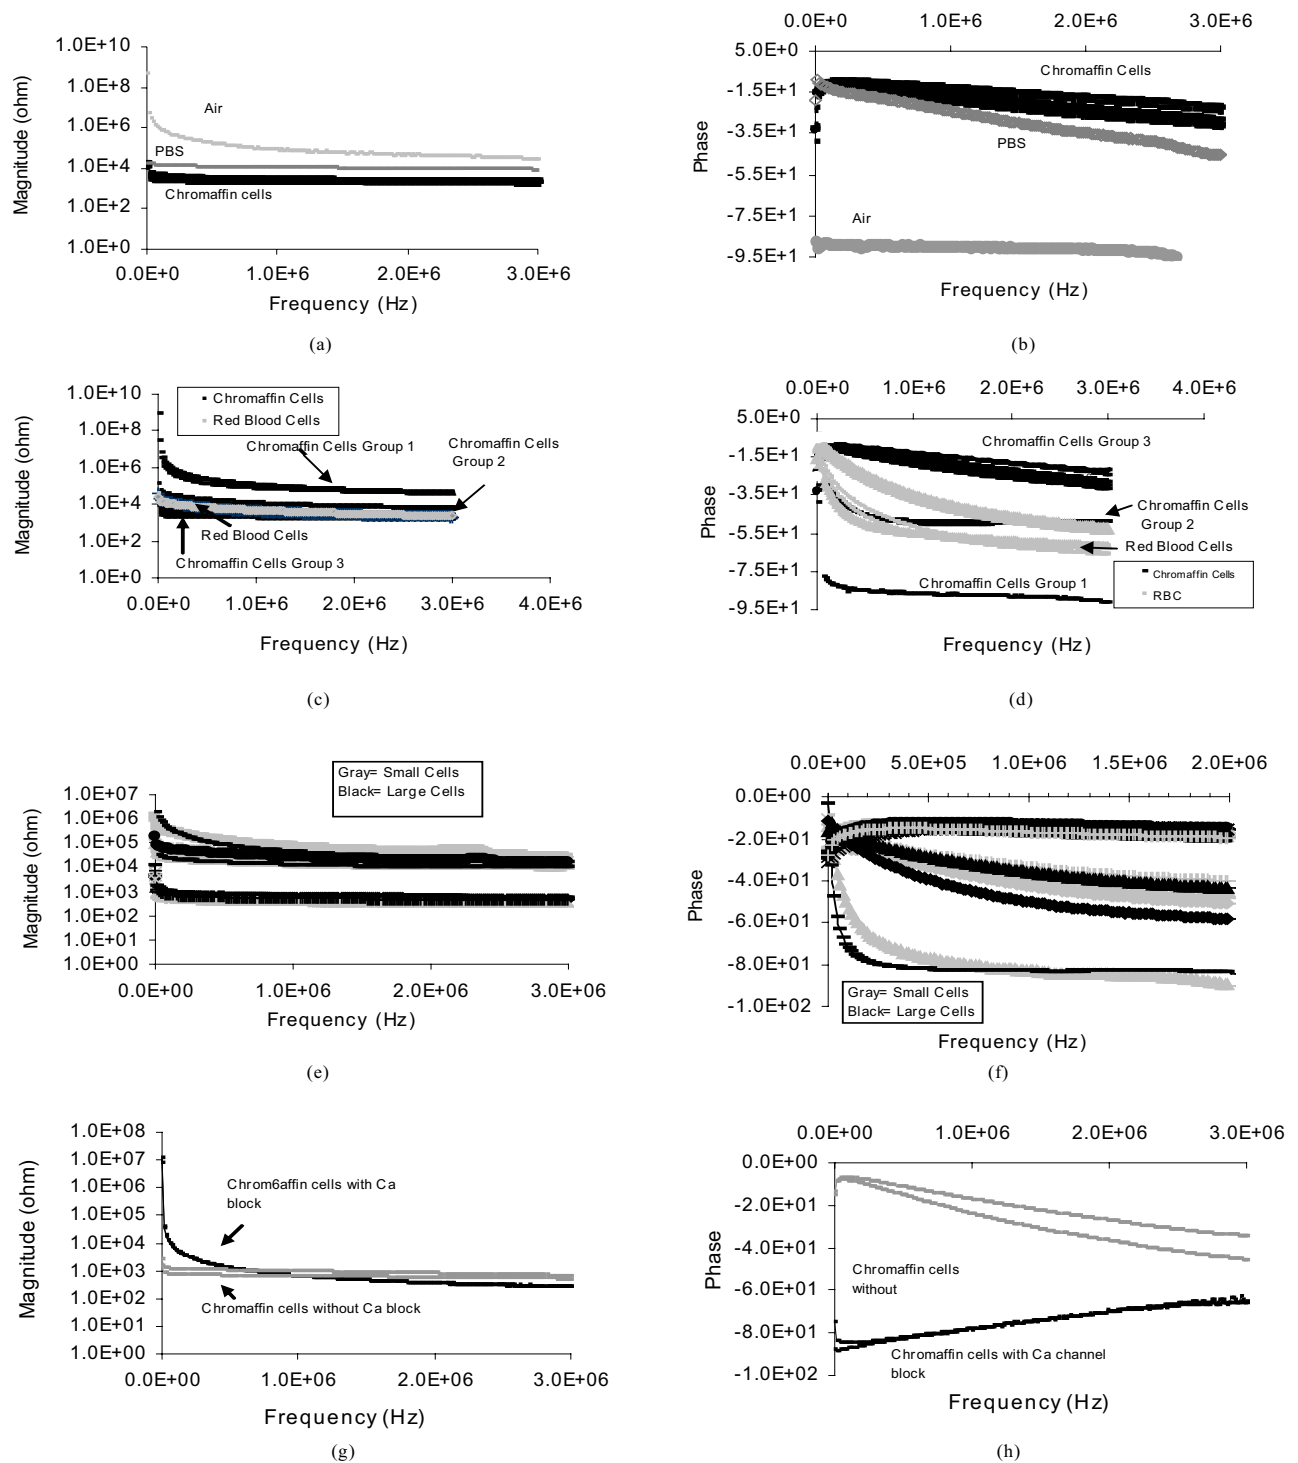 1.0E+10
1.0E+8
1.0E+6
1.0E+4
1.0E+2
1.0E+0
Magnitude (ohm)
Air
PBS
Chromaffin cells
0.0E+0 1.0E+6 2.0E+6 3.0E+6
Frequency (Hz)
(a)
0.0E+0 1.0E+6 2.0E+6 3.0E+6
5.0E+0
-1.5E+1
-3.5E+1
-5.5E+1
-7.5E+1
-9.5E+1
Phase
Chromaffin Cells
PBS
Air
Frequency (Hz)
(b)
1.0E+10
1.0E+8
1.0E+6
1.0E+4
1.0E+2
1.0E+0
Magnitude (ohm)
Chromaffin Cells
Red Blood Cells
Chromaffin Cells Group 1
Chromaffin Cells
Group 2
Red Blood Cells
Chromaffin Cells Group 3
0.0E+0 1.0E+6 2.0E+6 3.0E+6 4.0E+6
Frequency (Hz)
(c)
0.0E+0 1.0E+6 2.0E+6 3.0E+6 4.0E+6
5.0E+0
-1.5E+1
-3.5E+1
-5.5E+1
-7.5E+1
-9.5E+1
Phase
Chromaffin Cells Group 3
Chromaffin Cells
Group 2
Red Blood Cells
Chromaffin Cells Group 1
Chromaffin Cells
RBC
Frequency (Hz)
(d)
Gray= Small Cells
Black= Large Cells
1.0E+07
1.0E+06
1.0E+05
1.0E+04
1.0E+03
1.0E+02
1.0E+01
1.0E+00
Magnitude (ohm)
0.0E+00 1.0E+06 2.0E+06 3.0E+06
Frequency (Hz)
(e)
0.0E+00 5.0E+05 1.0E+06 1.5E+06 2.0E+06
0.0E+00
-2.0E+01
-4.0E+01
-6.0E+01
-8.0E+01
-1.0E+02
Phase
Gray= Small Cells
Black= Large Cells
Frequency (Hz)
(f)
1.0E+08
1.0E+07
1.0E+06
1.0E+05
1.0E+04
1.0E+03
1.0E+02
1.0E+01
1.0E+00
Magnitude (ohm)
Chrom6affin cells with Ca
block
Chromaffin cells without Ca block
0.0E+00 1.0E+06 2.0E+06 3.0E+06
Frequency (Hz)
(g)
0.0E+00 1.0E+06 2.0E+06 3.0E+06
0.0E+00
-2.0E+01
-4.0E+01
-6.0E+01
-8.0E+01
-1.0E+02
Phase
Chromaffin cells
without
Chromaffin cells with Ca channel
block
Frequency (Hz)
(h)